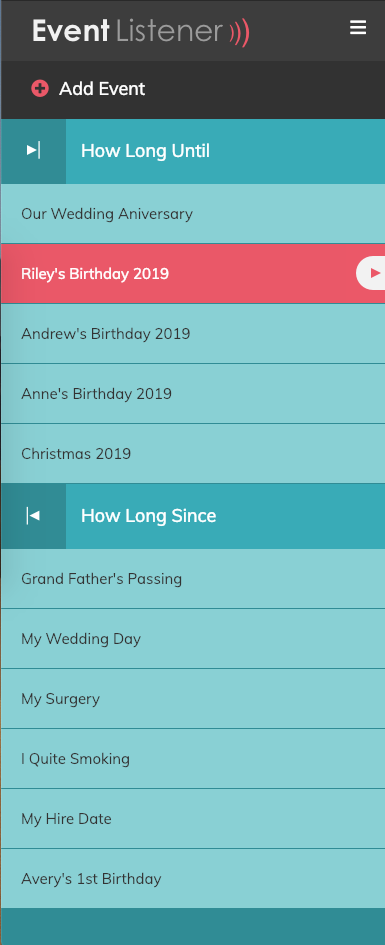 Event Listener
Add Event
How Long Until
Our Wedding Aniversary
Riley's Birthday 2019
Andrew's Birthday 2019
Anne's Birthday 2019
Christmas 2019
How Long Since
Grand Father's Passing
My Wedding Day
My Surgery
I Quite Smoking
My Hire Date
Avery's 1st Birthday